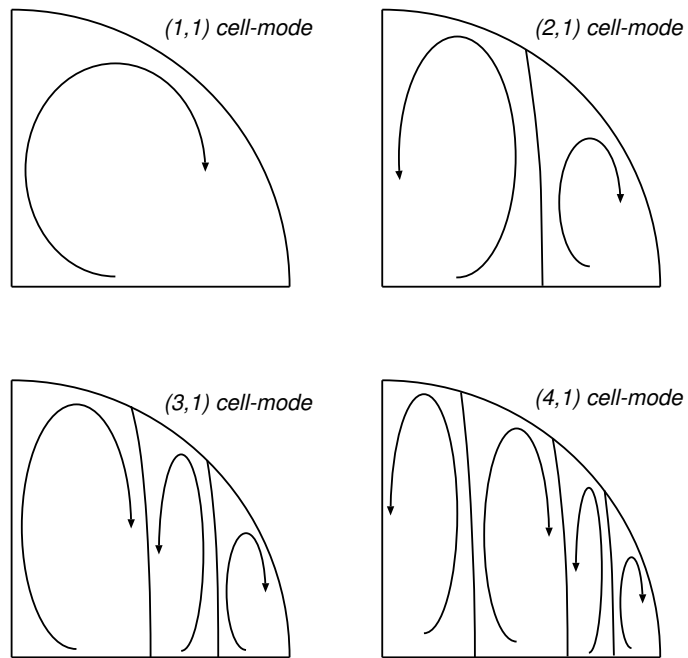 (1,1) cell-mode
(2,1) cell-mode
(3,1) cell-mode
(4,1) cell-mode